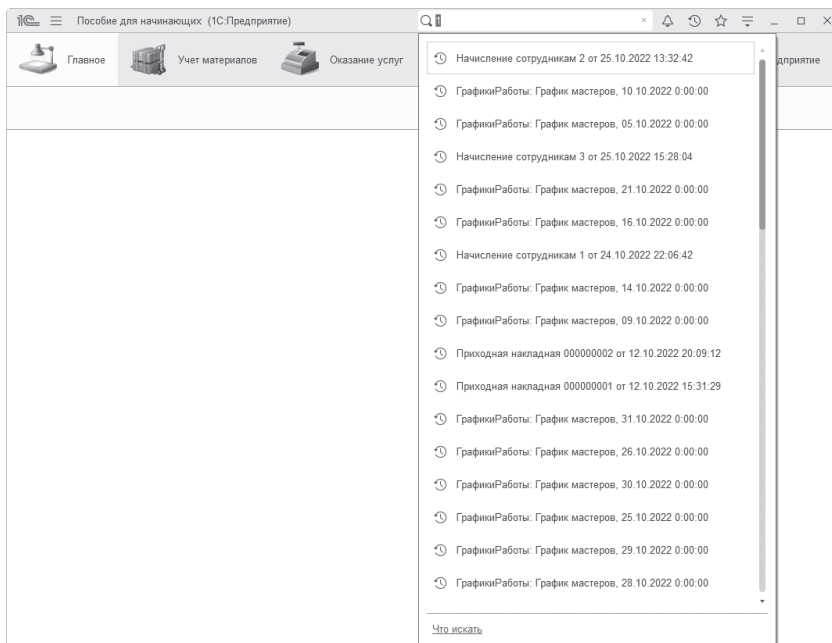 1С Пособие для начинающих (1С:Предприятие)
1
Главное
Учет материалов
Оказание услуг
дприятие
Начисление сотрудникам 2 от 25.10.2022 13:32:42
ГрафикиРаботы: График мастеров, 10.10.2022 0:00:00
ГрафикиРаботы: График мастеров, 05.10.2022 0:00:00
Начисление сотрудникам 3 от 25.10.2022 15:28:04
ГрафикиРаботы: График мастеров, 21.10.2022 0:00:00
ГрафикиРаботы: График мастеров, 16.10.2022 0:00:00
Начисление сотрудникам 1 от 24.10.2022 22:06:42
ГрафикиРаботы: График мастеров, 14.10.2022 0:00:00
ГрафикиРаботы: График мастеров, 09.10.2022 0:00:00
Приходная накладная 000000002 от 12.10.2022 20:09:12
Приходная накладная 000000001 от 12.10.2022 15:31:29
ГрафикиРаботы: График мастеров, 31.10.2022 0:00:00
ГрафикиРаботы: График мастеров, 26.10.2022 0:00:00
ГрафикиРаботы: График мастеров, 30.10.2022 0:00:00
ГрафикиРаботы: График мастеров, 25.10.2022 0:00:00
ГрафикиРаботы: График мастеров, 29.10.2022 0:00:00
ГрафикиРаботы: График мастеров, 28.10.2022 0:00:00
Что искать